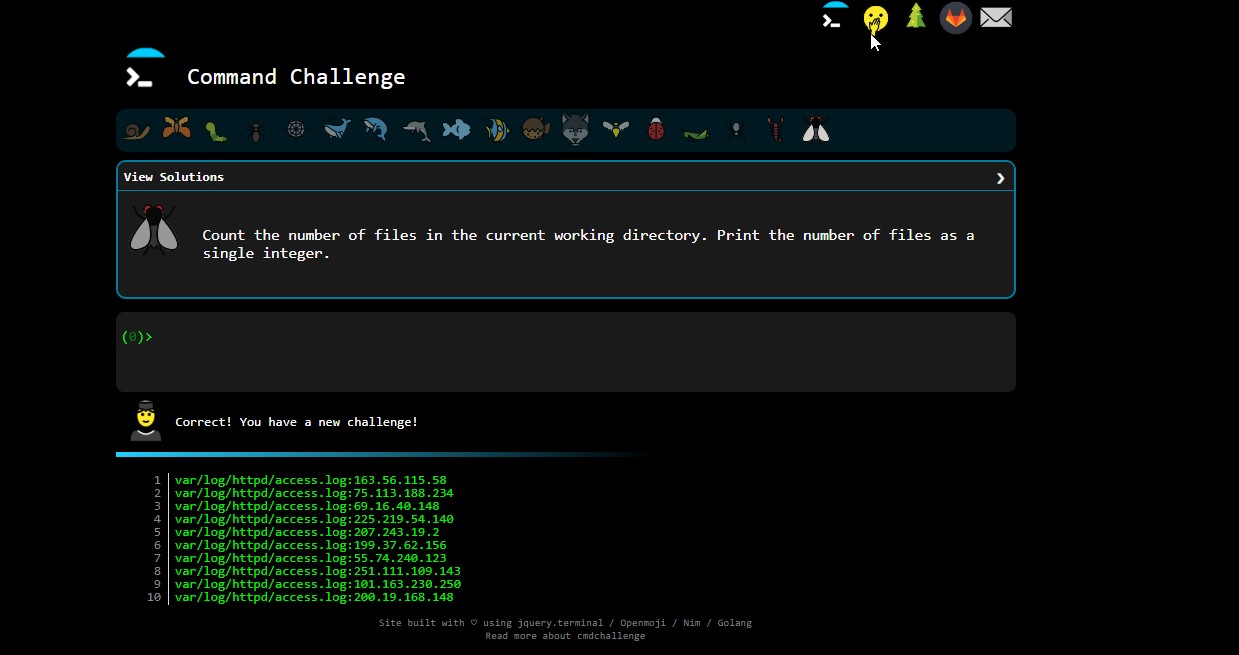 Command Challenge
View Solutions
Count the number of files in the current working directory. Print the number of files as a
single integer.
(0)>
Correct! You have a new challenge!
1 var/log/httpd/access.log:163.56.115.58
2 var/log/httpd/access.log:75.113.188.234
3 var/log/httpd/access.log:69.16.40.148
4 var/log/httpd/access.log:225.219.54.140
5 var/log/httpd/access.log:207.243.19.2
6 var/log/httpd/access.log:199.37.62.156
7 var/log/httpd/access.log:55.74.240.123
8 var/log/httpd/access.log:251.111.109.143
9 var/log/httpd/access.log:101.163.230.250
10 var/log/httpd/access.log:200.19.168.148
Site built with ♡ using jquery.terminal / Openmoji / Nim / Golang
Read more about cmdchallenge